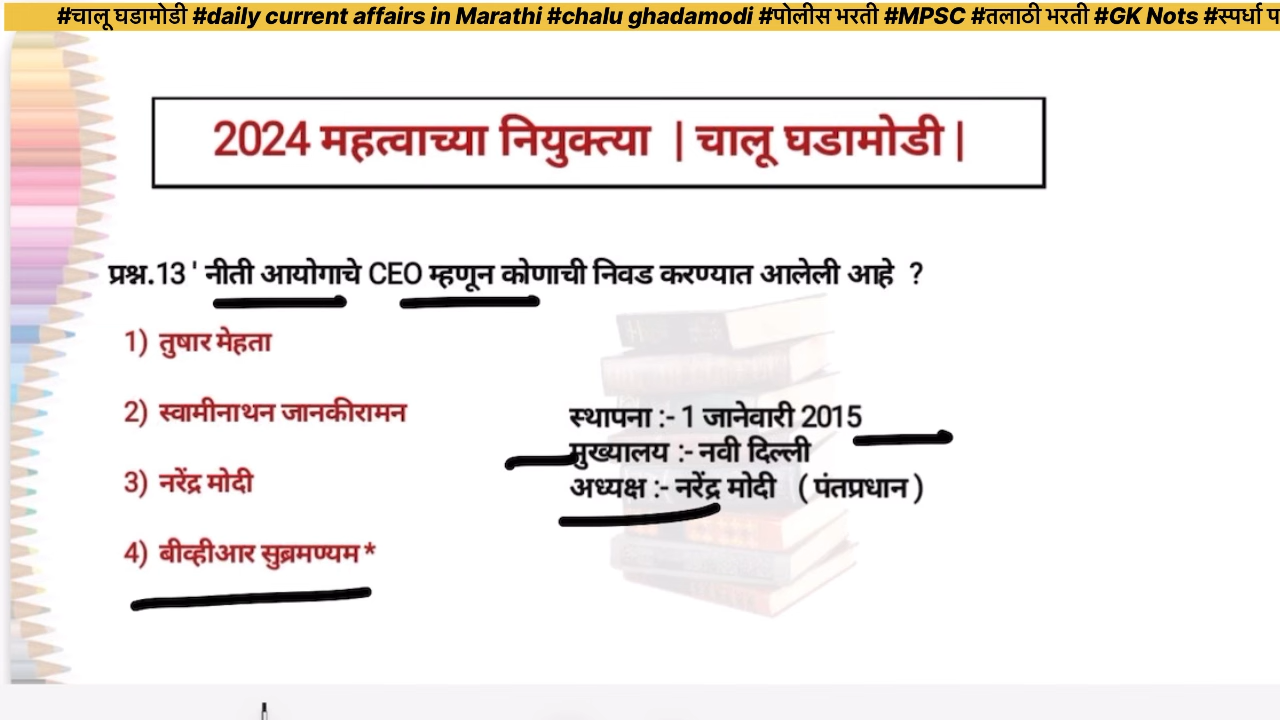 #चालू घडामोडी #daily current affairs in Marathi #chalu ghadamodi #पोलीस भरती #MPSC #तलाठी भरती #GK Nots #स्पर्धा
2024 महत्वाच्या नियुक्त्या | चालू घडामोडी |
प्रश्न.13 ' नीती आयोगाचे CEO म्हणून कोणाची निवड करण्यात आलेली आहे ?
1) तुषार मेहता
2) स्वामीनाथन जानकीरामन
3) नरेंद्र मोदी
4) बीव्हीआर सुब्रमण्यम *
स्थापना :- 1 जानेवारी 2015
मुख्यालय :- नवी दिल्ली
अध्यक्ष :- नरेंद्र मोदी ( पंतप्रधान )